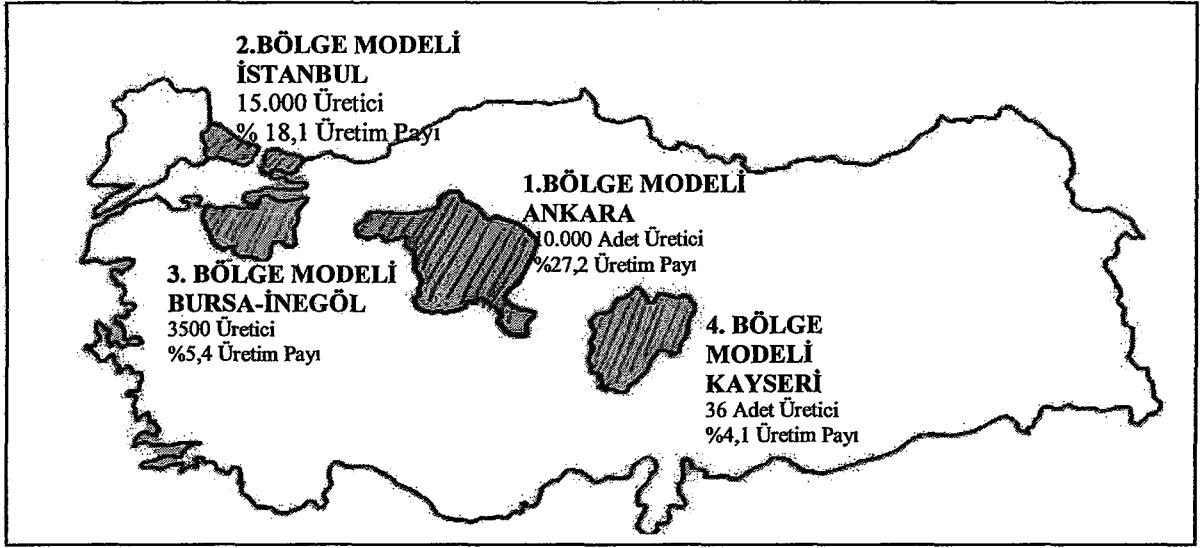 2.BÖLGE MODELİ
İSTANBUL
15.000 Üretici
% 18,1 Üretim Payı
1.BÖLGE MODELİ
ANKARA
10.000 Adet Üretici
%27,2 Üretim Payı
3. BÖLGE MODELİ
BURSA-İNEGÖL
3500 Üretici
%5,4 Üretim Payı
4. BÖLGE
MODELİ
KAYSERİ
36 Adet Üretici
%4,1 Üretim Payı